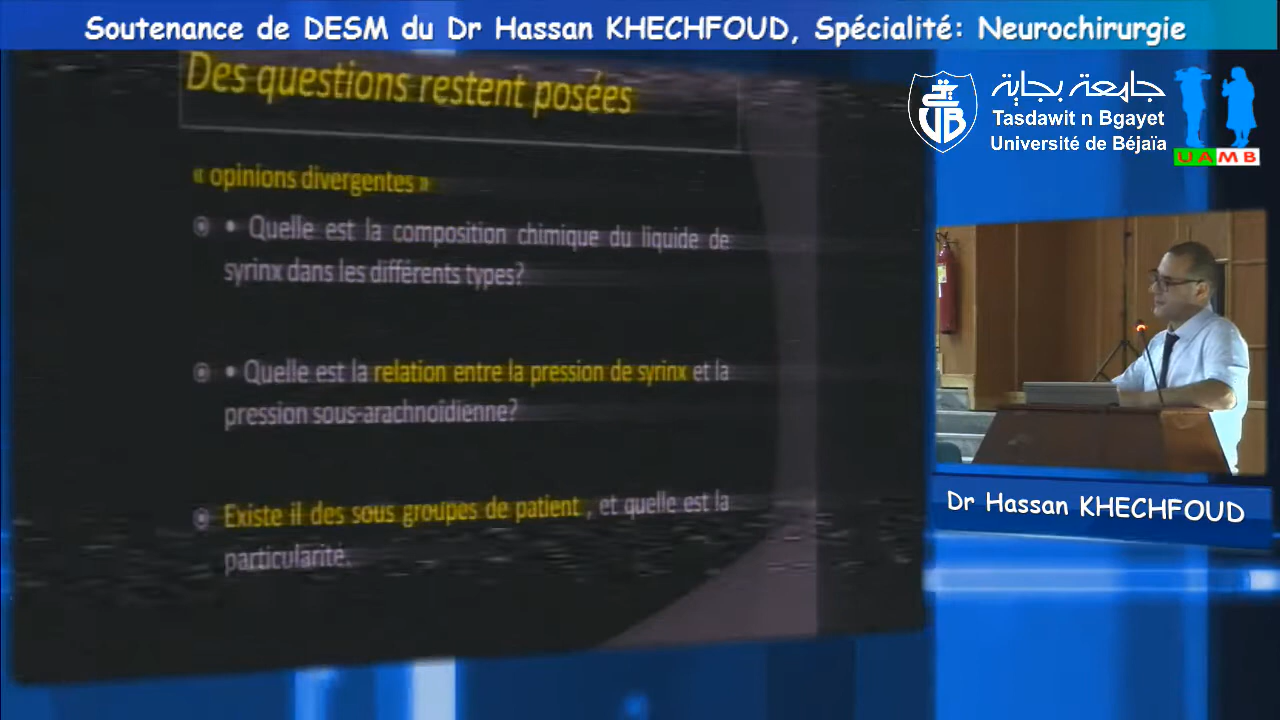 Soutenance de DESM du Dr Hassan KHECHFOUD, Spécialité: Neurochirurgie
Des questions restent posées
« opinions divergentes »
• Quelle est la composition chimique du liquide de
syrinx dans les différents types?
• Quelle est la relation entre la pression de syrinx et la
pression sous-arachnoïdienne?
Existe il des sous groupes de patient , et quelle est la
particularité.
UB
جامعة بجاية
Tasdawit n Bgayet
Université de Béjaïa
UAMB
Dr Hassan KHECHFOUD